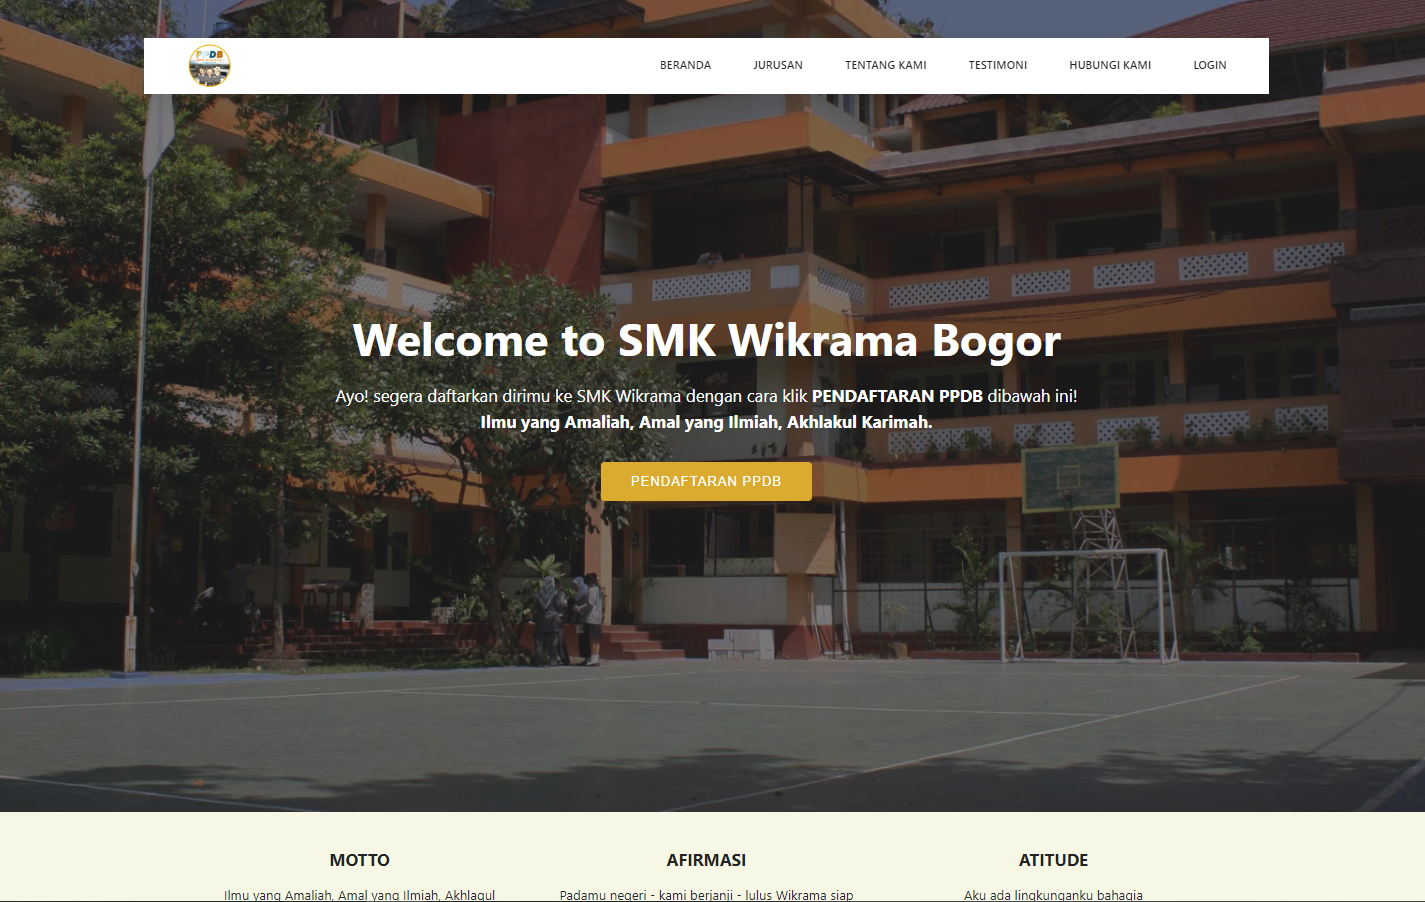 PPDB
BERANDA
JURUSAN
TENTANG KAMI
TESTIMONI
HUBUNGI KAMI
LOGIN
Welcome to SMK Wikrama Bogor
Ayo! segera daftarkan dirimu ke SMK Wikrama dengan cara klik PENDAFTARAN PPDB dibawah ini!
Ilmu yang Amaliah, Amal yang Ilmiah, Akhlakul Karimah.
PENDAFTARAN PPDB
MOTTO
Ilmu yang Amaliah, Amal yang Ilmiah, Akhlaqul
AFIRMASI
Padamu negeri - kami berjanji - lulus Wikrama siap
ATITUDE
Aku ada lingkunganku bahagia